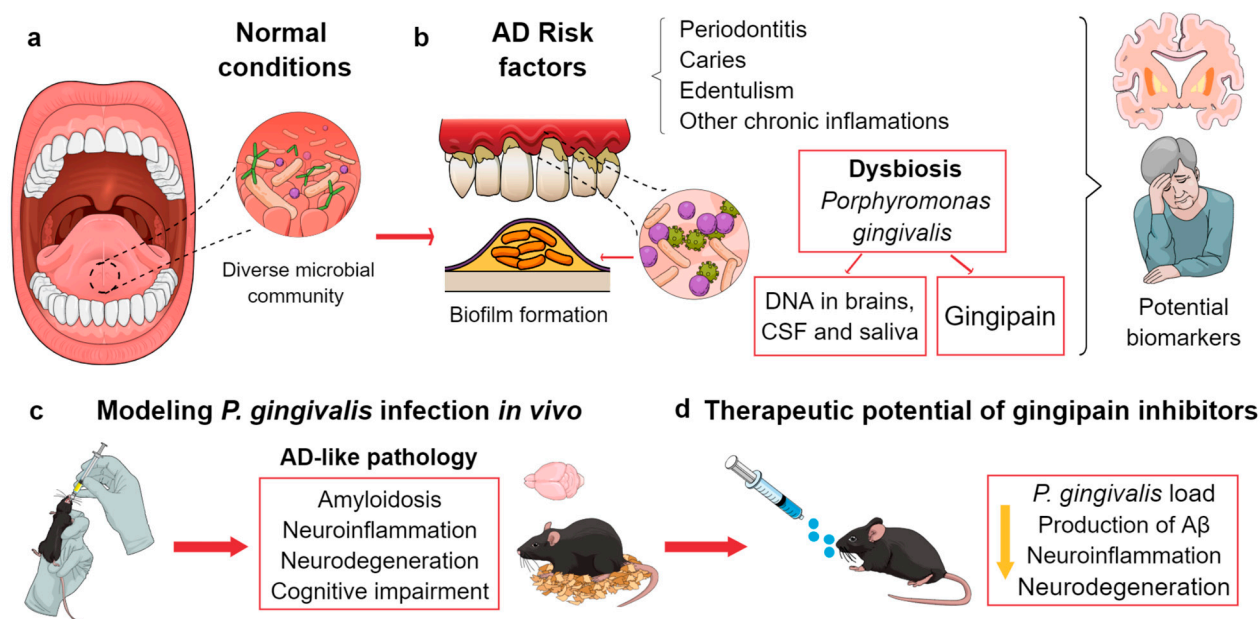 a
Normal
conditions
Diverse microbial
community
b
AD Risk
factors
Periodontitis
Caries
Edentulism
Other chronic inflamations
Biofilm formation
Dysbiosis
Porphyromonas
gingivalis
DNA in brains,
CSF and saliva
Gingipain
Potential
biomarkers
c
Modeling P. gingivalis infection in vivo
AD-like pathology
Amyloidosis
Neuroinflammation
Neurodegeneration
Cognitive impairment
d
Therapeutic potential of gingipain inhibitors
P. gingivalis load
Production of Aβ
Neuroinflammation
Neurodegeneration